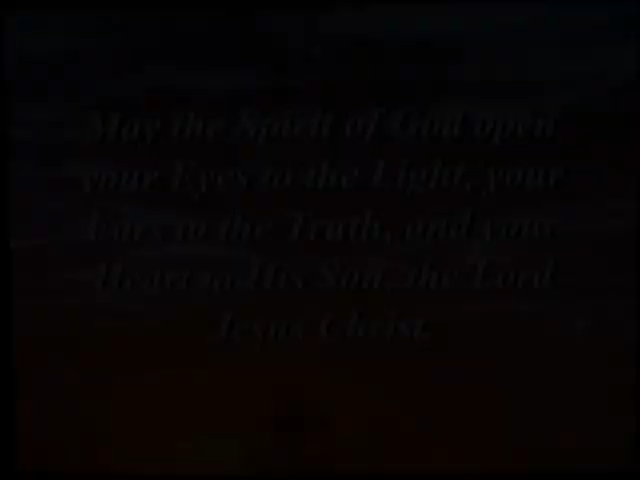 May the Spirit of God open
your Eyes to the Light, your
Ears to the Truth, and your
Heart to His Son, the Lord
Jesus Christ.